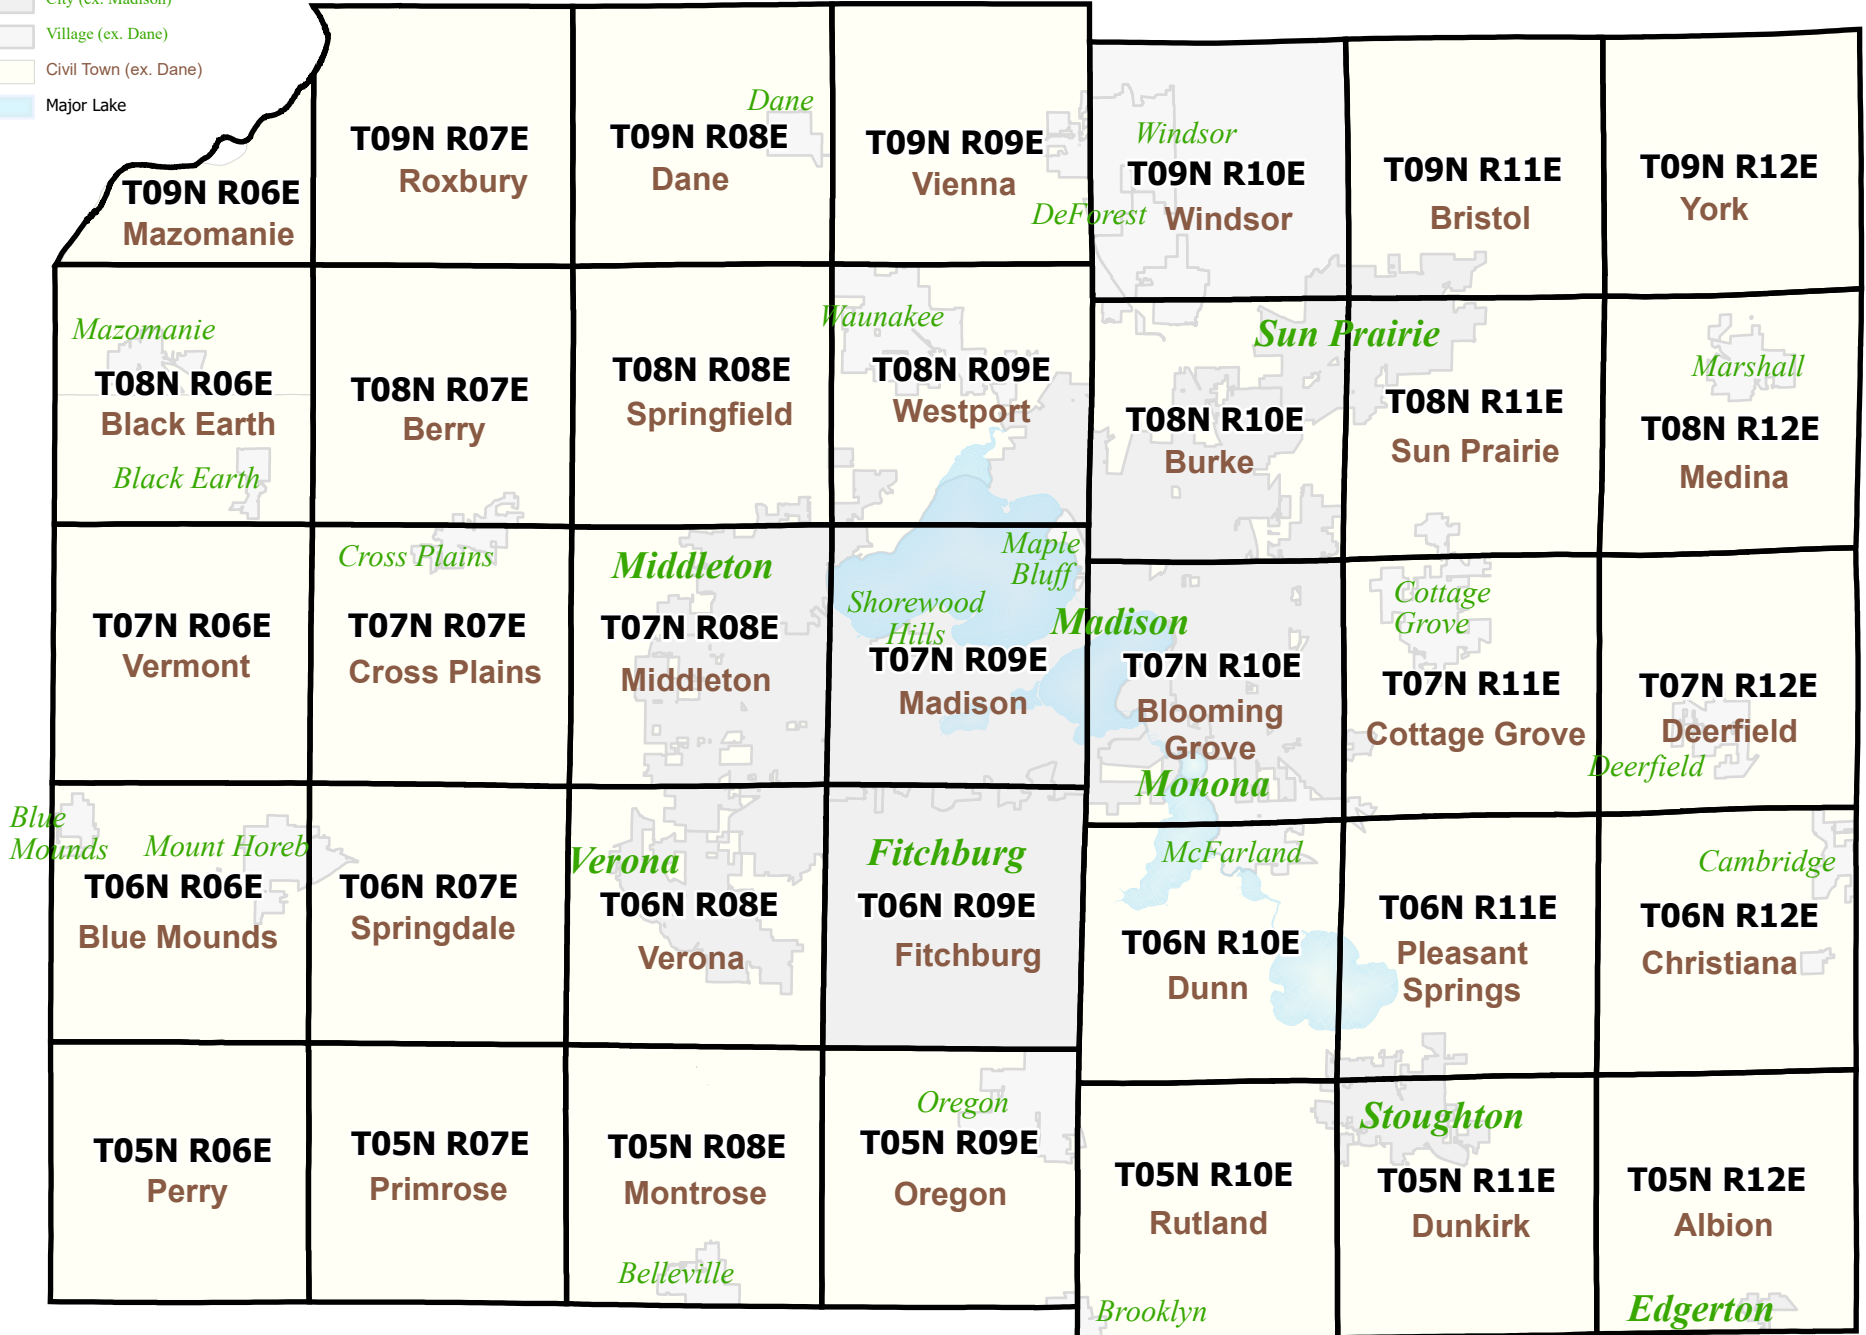 City (ex. Madison)
Village (ex. Dane)
Civil Town (ex. Dane)
Major Lake
T09N R06E
Mazomanie
T09N R07E
Roxbury
Dane
T09N R08E
Dane
T09N R09E
Vienna
Windsor
T09N R10E
DeForest
Windsor
T09N R11E
Bristol
T09N R12E
York
Mazomanie
T08N R06E
Black Earth
Black Earth
T08N R07E
Berry
T08N R08E
Springfield
Waunakee
T08N R09E
Westport
T08N R10E
Burke
Sun Prairie
T08N R11E
Sun Prairie
Marshall
T08N R12E
Medina
T07N R06E
Vermont
Cross Plains
T07N R07E
Cross Plains
Middleton
T07N R08E
Middleton
Maple
Bluff
Shorewood
Hills
T07N R09E
Madison
Madison
T07N R10E
Blooming
Grove
Monona
Cottage
Grove
T07N R11E
Cottage Grove
T07N R12E
Deerfield
Deerfield
Blue
Mounds
Mount Horeb
T06N R06E
Blue Mounds
T06N R07E
Springdale
Verona
T06N R08E
Verona
Fitchburg
T06N R09E
Fitchburg
McFarland
T06N R10E
Dunn
T06N R11E
Pleasant
Springs
Cambridge
T06N R12E
Christiana
T05N R06E
Perry
T05N R07E
Primrose
T05N R08E
Montrose
Belleville
Oregon
T05N R09E
Oregon
T05N R10E
Rutland
Brooklyn
Stoughton
T05N R11E
Dunkirk
T05N R12E
Albion
Edgerton